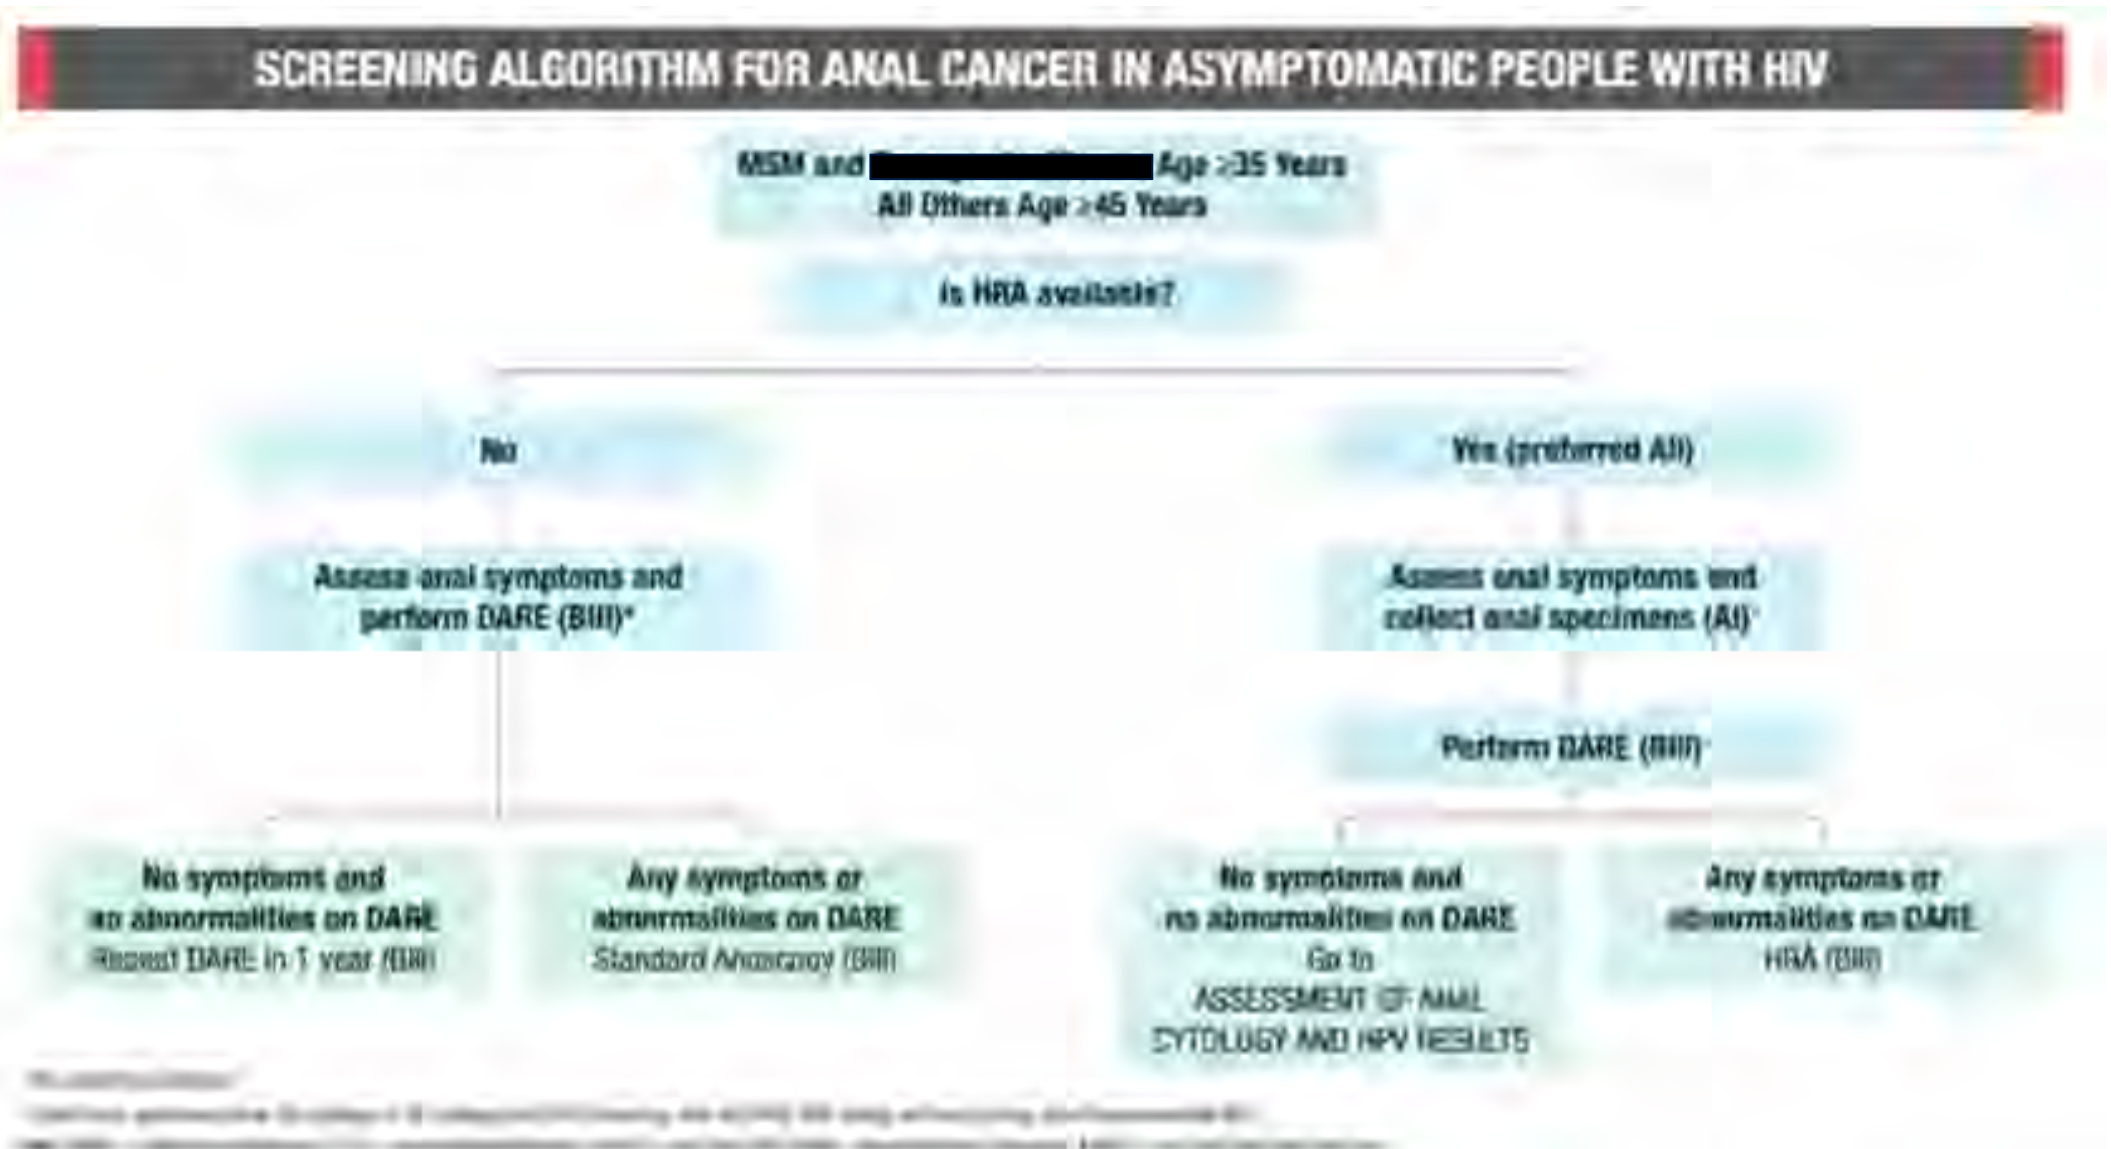 SCREENING ALGORITHM FOR ANAL CANCER IN ASYMPTOMATIC PEOPLE WITH HIV
MSM and Age ≥35 Years
All Others Age ≥45 Years
Is HRA available?
No
Yes (preferred AII)
Assess anal symptoms and
perform DARE (BIII)*
Assess anal symptoms and
collect anal specimens (AI)
Perform DARE (BIII)
No symptoms and
no abnormalities on DARE
Repeat DARE in 1 year (BIII)
Any symptoms or
abnormalities on DARE
Standard Anoscopy (BIII)
No symptoms and
no abnormalities on DARE
Go to
ASSESSMENT OF ANAL
CYTOLOGY AND HPV RESULTS
Any symptoms or
abnormalities on DARE
HRA (BIII)